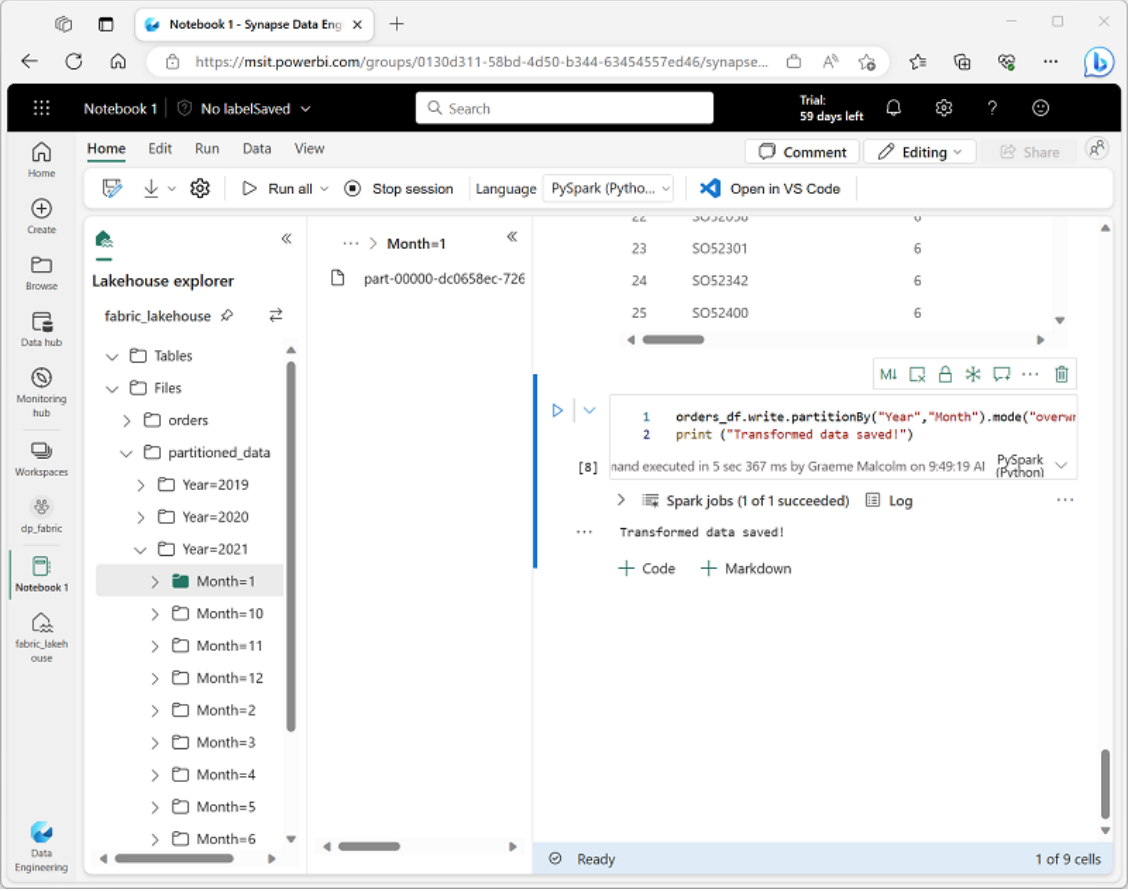 Notebook 1 - Synapse Data Eng
https://msit.powerbi.com/groups/0130d311-58bd-4d50-b344-63454557ed46/synapse...
Notebook 1
No labelSaved
Search
Trial:
59 days left
Home
Edit
Run
Data
View
Comment
Editing
Share
Run all
Stop session
Language
PySpark (Pytho...
Open in VS Code
Home
Create
Browse
Data hub
Monitoring
hub
Workspaces
dp_fabric
Notebook 1
fabric_lakeh
ouse
Data
Engineering
Lakehouse explorer
fabric_lakehouse
Tables
Files
orders
partitioned_data
Year=2019
Year=2020
Year=2021
Month=1
Month=10
Month=11
Month=12
Month=2
Month=3
Month=4
Month=5
Month=6
... > Month=1
part-00000-dc0658ec-726
22 6
23 SO52301 6
24 SO52342 6
25 SO52400 6
M↓
1 orders_df.write.partitionBy("Year","Month").mode("overw
2 print ("Transformed data saved!")
[8]
mand executed in 5 sec 367 ms by Graeme Malcolm on 9:49:19 AI
PySpark
(Python)
Spark jobs (1 of 1 succeeded)
Log
Transformed data saved!
+ Code
+ Markdown
Ready
1 of 9 cells